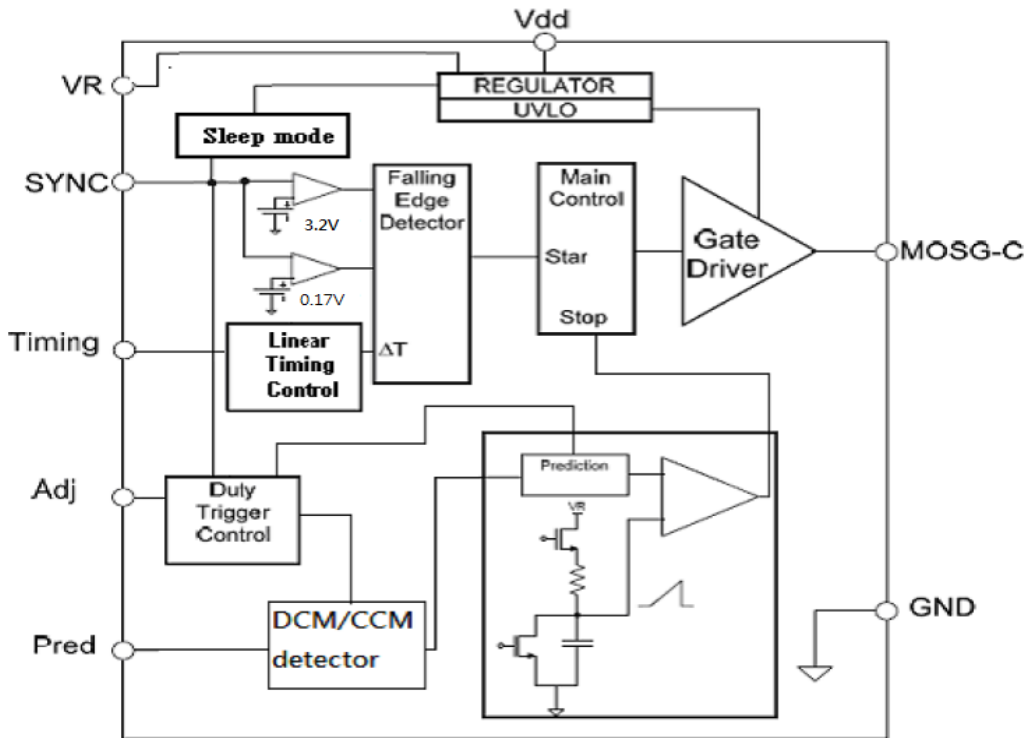 Vdd
VR
REGULATOR
UVLO
Sleep mode
SYNC
3.2V
0.17V
Falling
Edge
Detector
ΔT
Main
Control
Star
Stop
Gate
Driver
MOSG-C
Timing
Linear
Timing
Control
Adj
Duty
Trigger
Control
Prediction
VR
Pred
DCM/CCM
detector
GND